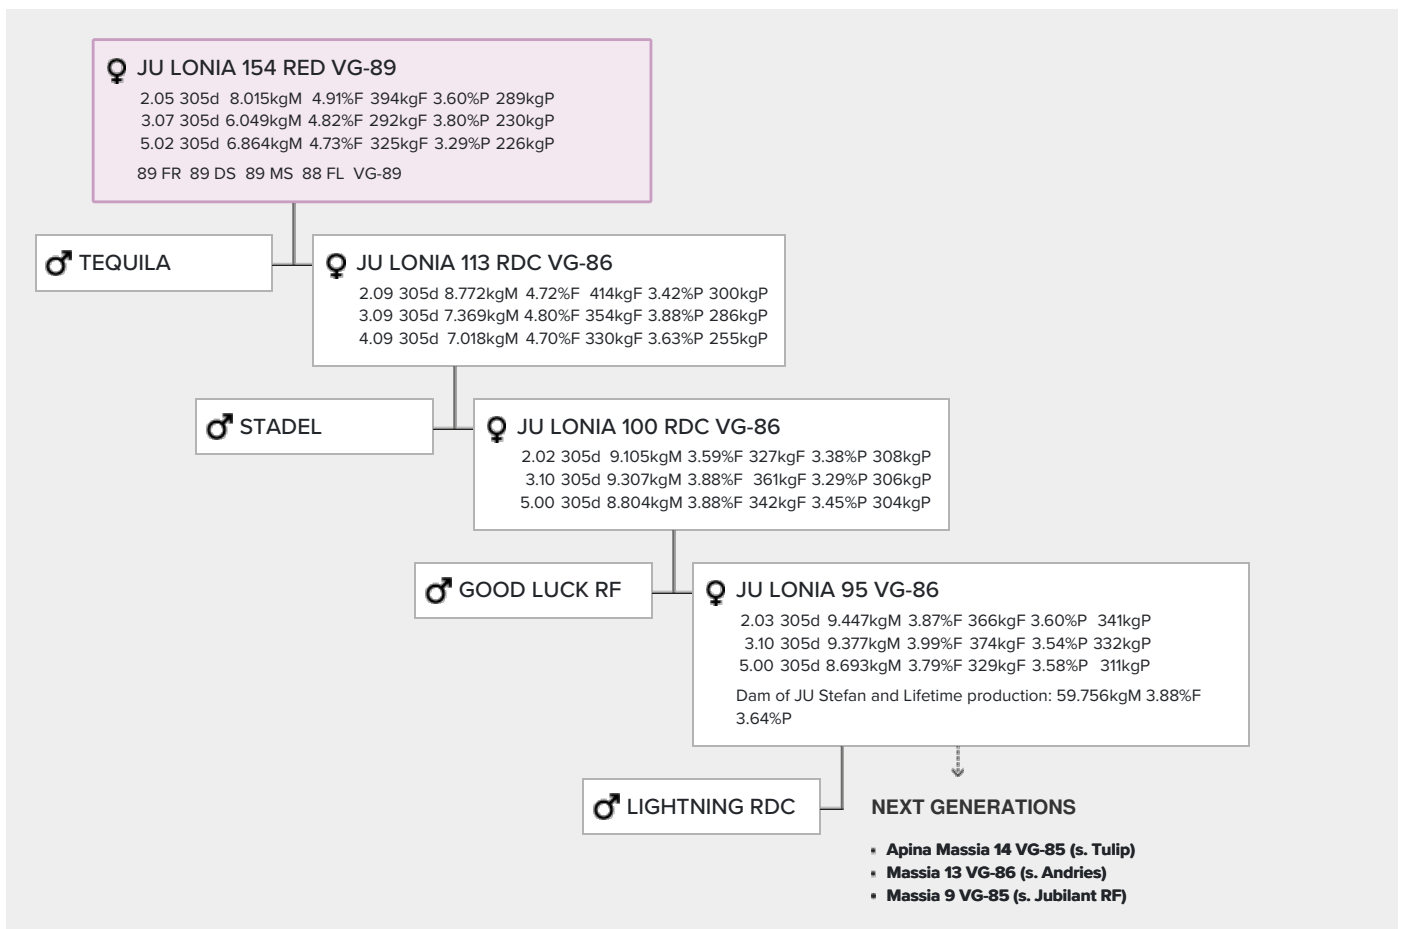 JU LONIA 154 RED VG-89
2.05 305d 8.015kgM 4.91%F 394kgF 3.60%P 289kgP
3.07 305d 6.049kgM 4.82%F 292kgF 3.80%P 230kgP
5.02 305d 6.864kgM 4.73%F 325kgF 3.29%P 226kgP
89 FR 89 DS 89 MS 88 FL VG-89
TEQUILA
JU LONIA 113 RDC VG-86
2.09 305d 8.772kgM 4.72%F 414kgF 3.42%P 300kgP
3.09 305d 7.369kgM 4.80%F 354kgF 3.88%P 286kgP
4.09 305d 7.018kgM 4.70%F 330kgF 3.63%P 255kgP
STADEL
JU LONIA 100 RDC VG-86
2.02 305d 9.105kgM 3.59%F 327kgF 3.38%P 308kgP
3.10 305d 9.307kgM 3.88%F 361kgF 3.29%P 306kgP
5.00 305d 8.804kgM 3.88%F 342kgF 3.45%P 304kgP
GOOD LUCK RF
JU LONIA 95 VG-86
2.03 305d 9.447kgM 3.87%F 366kgF 3.60%P 341kgP
3.10 305d 9.377kgM 3.99%F 374kgF 3.54%P 332kgP
5.00 305d 8.693kgM 3.79%F 329kgF 3.58%P 311kgP
Dam of JU Stefan and Lifetime production: 59.756kgM 3.88%F
3.64%P
LIGHTNING RDC
NEXT GENERATIONS
▪ Apina Massia 14 VG-85 (s. Tulip)
▪ Massia 13 VG-86 (s. Andries)
▪ Massia 9 VG-85 (s. Jubilant RF)